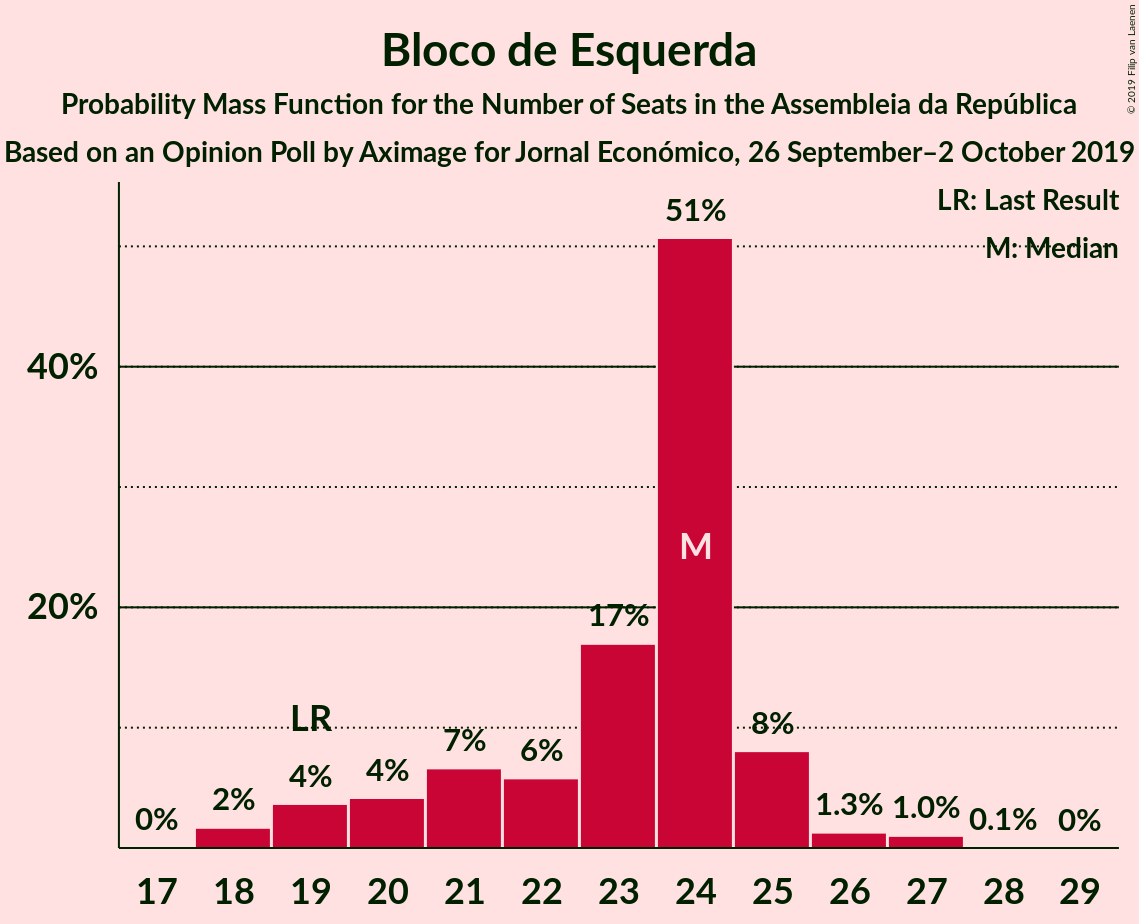 Bloco de Esquerda
Probability Mass Function for the Number of Seats in the Assembleia da República
Based on an Opinion Poll by Aximage for Jornal Económico, 26 September–2 October 2019
© 2019 Filip van Laenen
LR: Last Result
M: Median
51%
40%
M
20%
17%
LR
8%
7%
6%
4%
4%
2%
1.3%
1.0%
0%
0.1%
0%
17 18 19 20 21 22 23 24 25 26 27 28 29